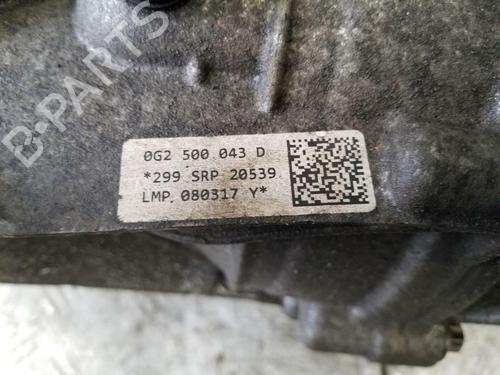 B-PARTS
0G2 500 043 D
*299 SRP 20539
LMP 080317 Y*